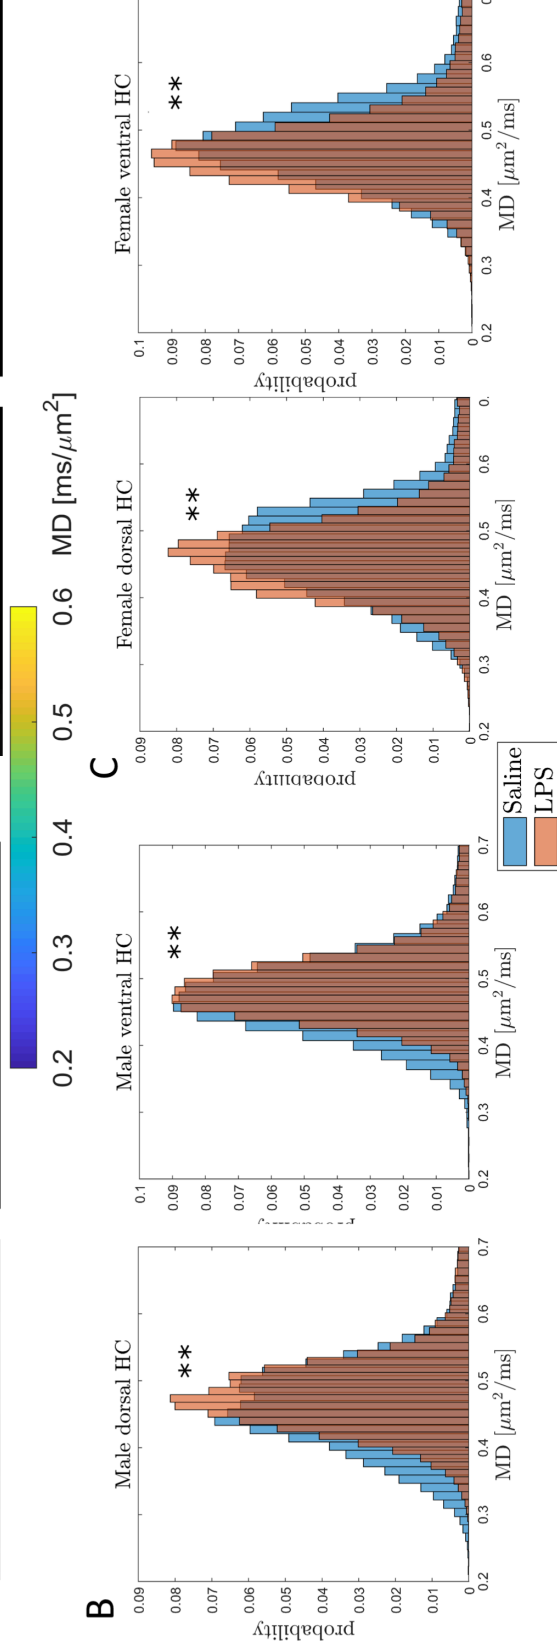 0.2 0.3 0.4 0.5 0.6 MD [ms/μm²]
B
Male dorsal HC
**
probability
0.09
0.08
0.07
0.06
0.05
0.04
0.03
0.02
0.01
0
0.2 0.3 0.4 0.5 0.6 0.7
MD [μm²/ms]
Male ventral HC
**
0.1
0.09
0.08
0.07
0.06
0.05
0.04
0.03
0.02
0.01
0
0.2 0.3 0.4 0.5 0.6 0.7
MD [μm²/ms]
C
Female dorsal HC
**
probability
0.09
0.08
0.07
0.06
0.05
0.04
0.03
0.02
0.01
0
0.2 0.3 0.4 0.5 0.6
MD [μm²/ms]
Female ventral HC
**
probability
0.1
0.09
0.08
0.07
0.06
0.05
0.04
0.03
0.02
0.01
0
0.2 0.3 0.4 0.5 0.6
MD [μm²/ms]
Saline
LPS